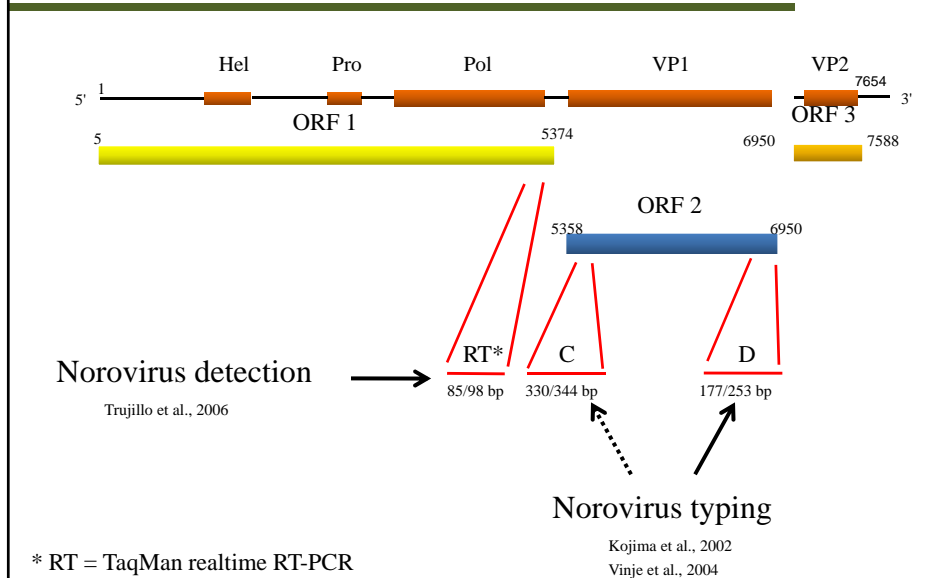 Hel Pro Pol VP1 VP2
5' 1 7654 3'
ORF 1 ORF 3
5 5374 6950 7588
ORF 2
5358 6950
RT* C D
85/98 bp 330/344 bp 177/253 bp
Norovirus detection
Trujillo et al., 2006
Norovirus typing
Kojima et al., 2002
Vinje et al., 2004
* RT = TaqMan realtime RT-PCR